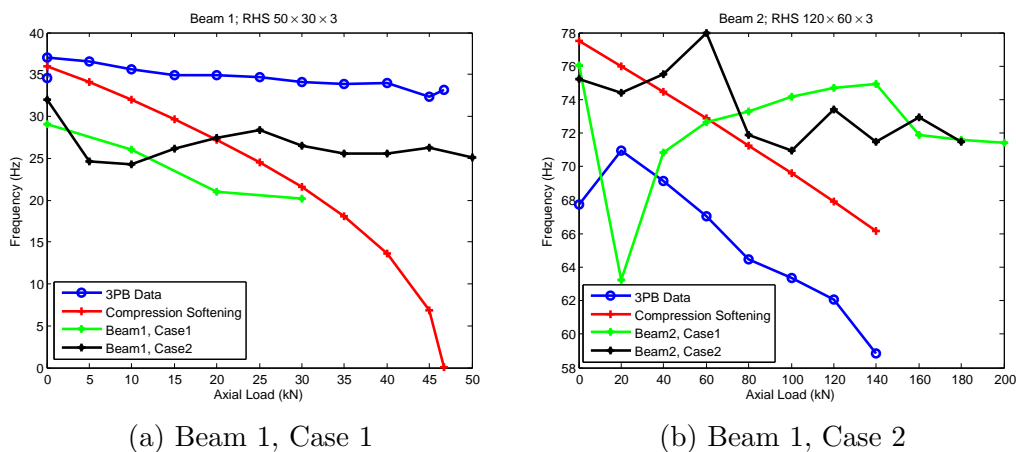 Beam 1; RHS 50×30×3
40
35
30
25
20
15
10
5
0
Frequency (Hz)
3PB Data
Compression Softening
Beam1, Case1
Beam1, Case2
0 5 10 15 20 25 30 35 40 45 50
Axial Load (kN)
(a) Beam 1, Case 1
Beam 2; RHS 120×60×3
78
76
74
72
70
68
66
64
62
60
58
Frequency (Hz)
3PB Data
Compression Softening
Beam2, Case1
Beam2, Case2
0 20 40 60 80 100 120 140 160 180 200
Axial Load (kN)
(b) Beam 1, Case 2